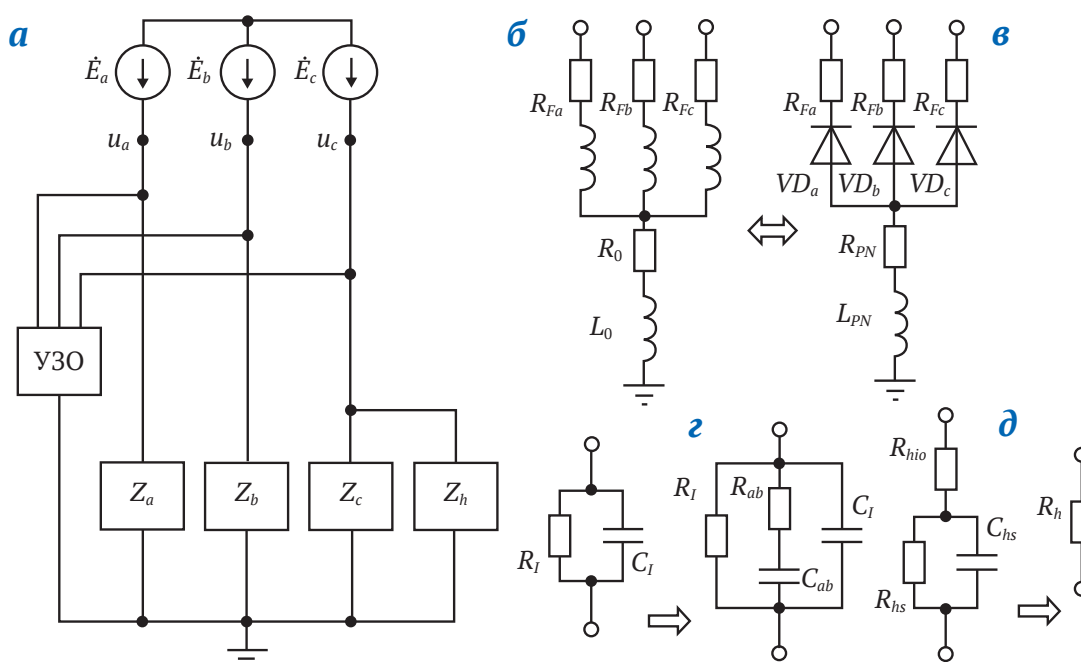 а
Ėa Ėb Ėc
ua ub uc
УЗО
Za Zb Zc Zh
б
RFa RFb RFc
R0
L0
в
RFa RFb RFc
VDa VDb VDc
RPN
LPN
г
RI CI
RI Rab CI
Cab
д
Rhio
Chs
Rhs
Rh